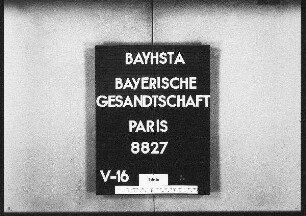 BAYHSTA
BAYERISCHE
GESANDTSCHAFT
PARIS
8827
V-16